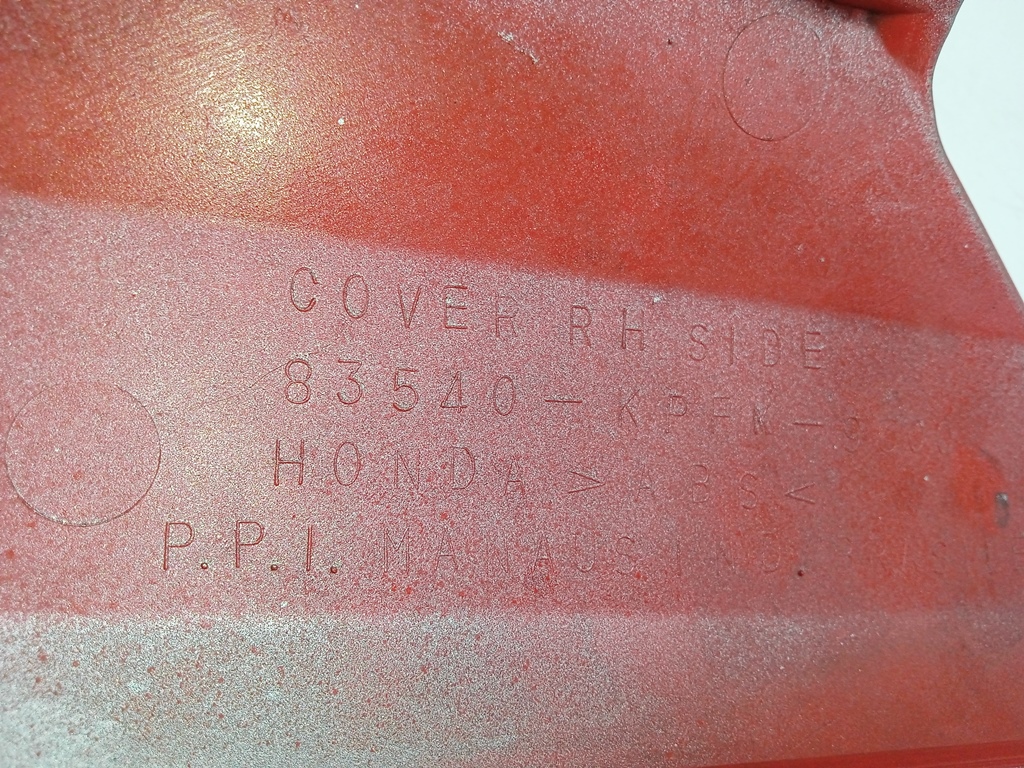 COVER RH SIDE
83540-
HONDA >ABS<
P.P.I. MANAUS IND.